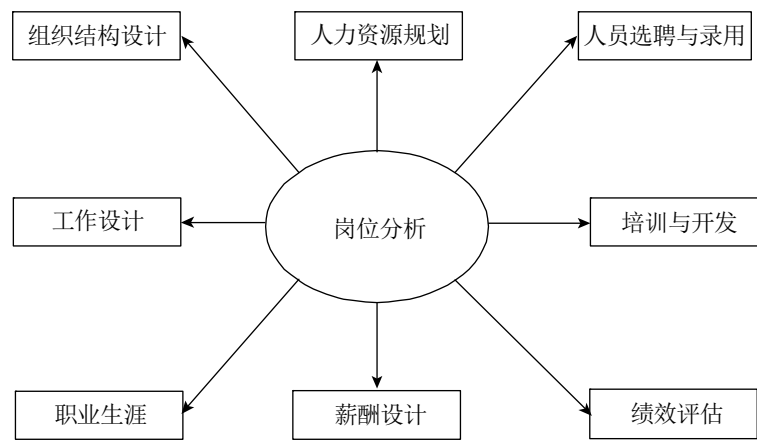 组织结构设计
人力资源规划
人员选聘与录用
工作设计
岗位分析
培训与开发
职业生涯
薪酬设计
绩效评估